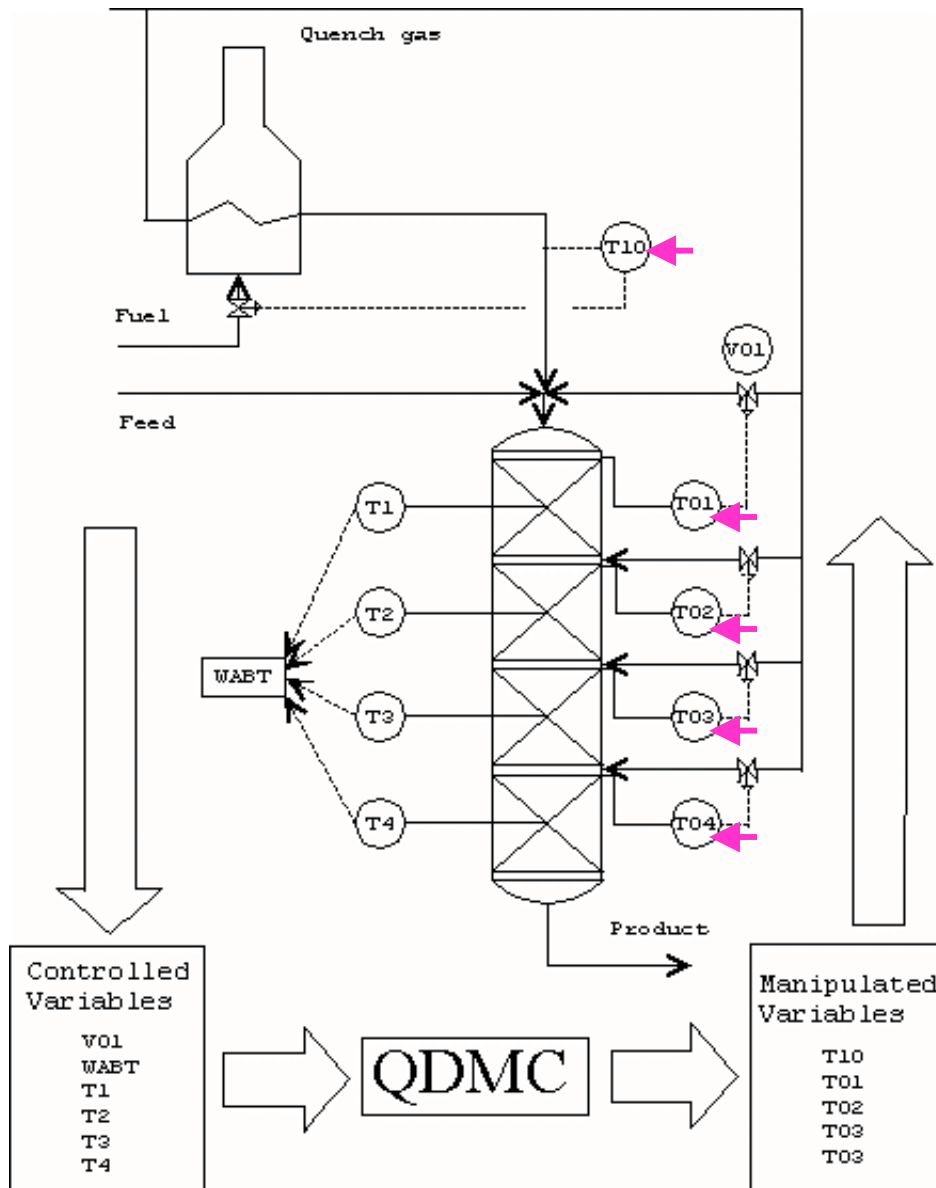 Quench gas
T10
Fuel
V01
Feed
T1
T01
T2
T02
WABT
T3
T03
T4
T04
Product
Controlled
Variables
V01
WABT
T1
T2
T3
T4
QDMC
Manipulated
Variables
T10
T01
T02
T03
T03